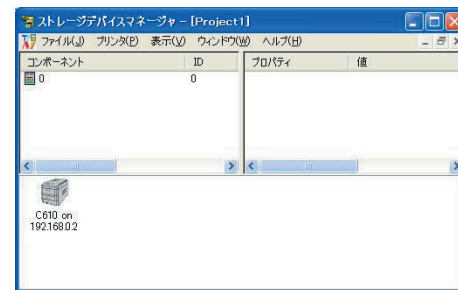 ストレージデバイスマネージャ - [Project1]
ファイル(J) プリンタ(P) 表示(V) ウィンドウ(W) ヘルプ(H)
コンポーネント ID プロパティ 値
0 0
C610 on
192.168.0.2